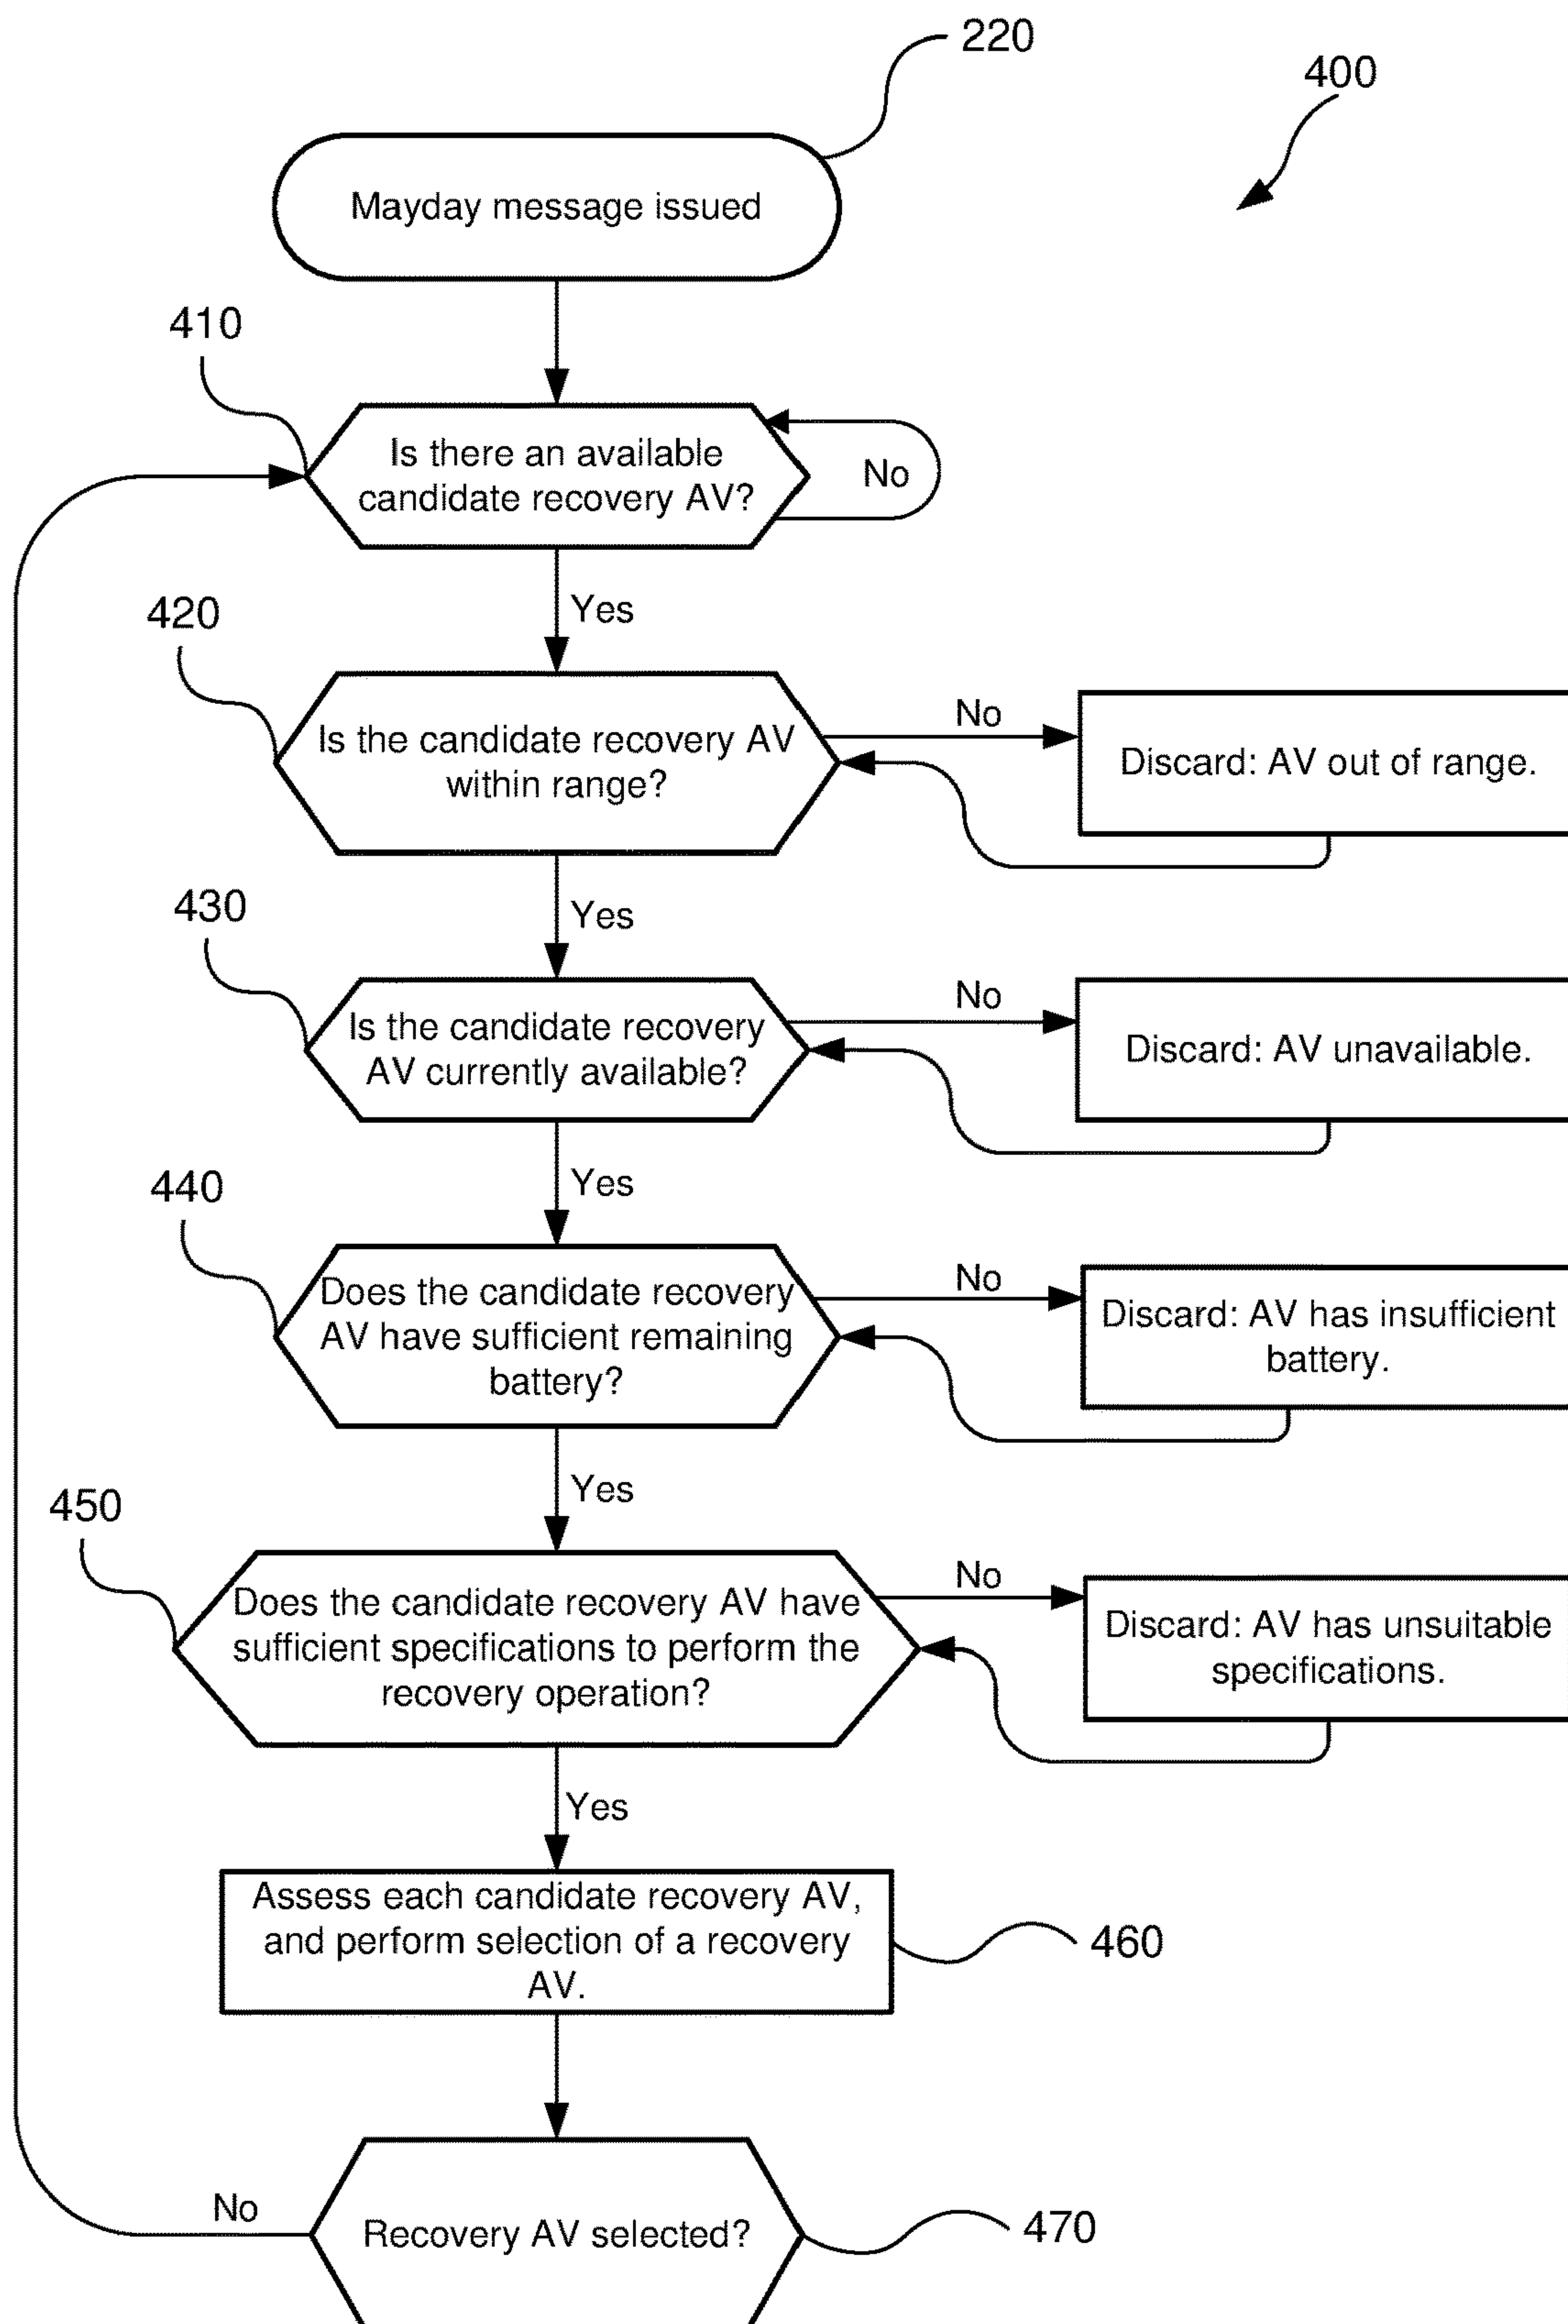 220
400
Mayday message issued
410
Is there an available
candidate recovery AV?
No
Yes
420
Is the candidate recovery AV
within range?
No
Discard: AV out of range.
Yes
430
Is the candidate recovery
AV currently available?
No
Discard: AV unavailable.
Yes
440
Does the candidate recovery
AV have sufficient remaining
battery?
No
Discard: AV has insufficient
battery.
Yes
450
Does the candidate recovery AV have
sufficient specifications to perform the
recovery operation?
No
Discard: AV has unsuitable
specifications.
Yes
Assess each candidate recovery AV,
and perform selection of a recovery
AV.
460
No
Recovery AV selected?
470